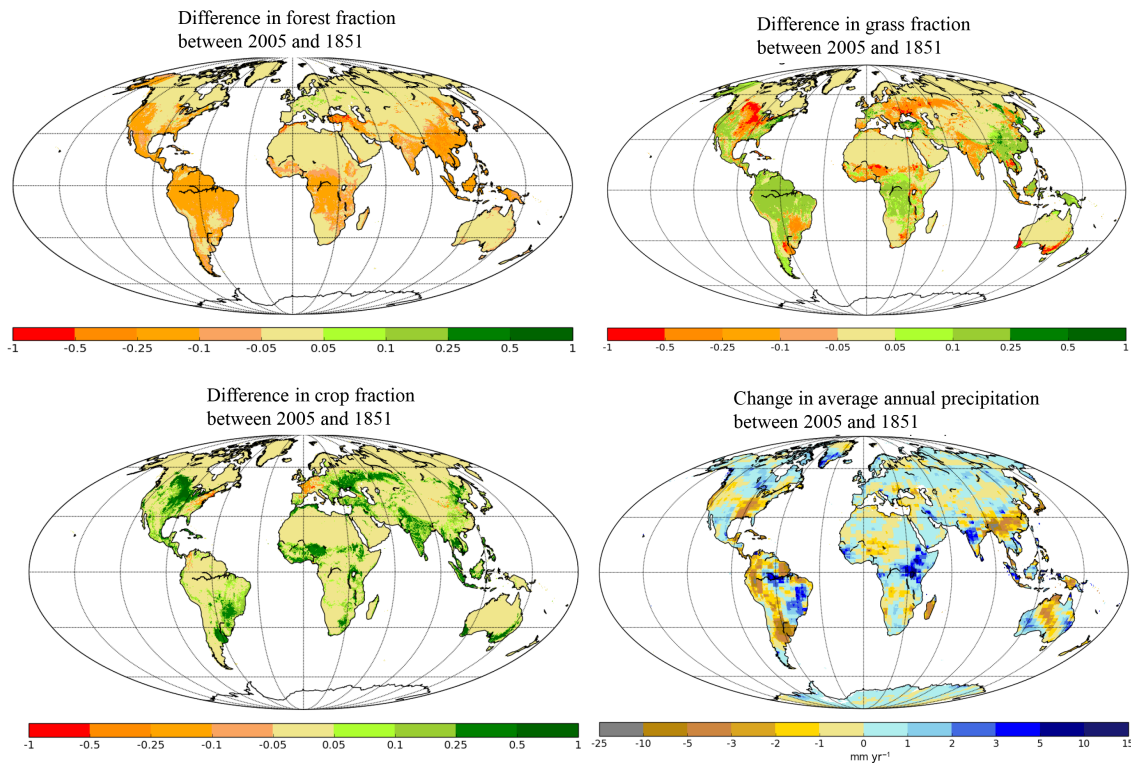 Difference in forest fraction
between 2005 and 1851
Difference in grass fraction
between 2005 and 1851
-1 -0.5 -0.25 -0.1 -0.05 0.05 0.1 0.25 0.5 1
-1 -0.5 -0.25 -0.1 -0.05 0.05 0.1 0.25 0.5 1
Difference in crop fraction
between 2005 and 1851
Change in average annual precipitation
between 2005 and 1851
-1 -0.5 -0.25 -0.1 -0.05 0.05 0.1 0.25 0.5 1
-25 -10 -5 -3 -2 -1 0 1 2 3 5 10 15
mm yr⁻¹